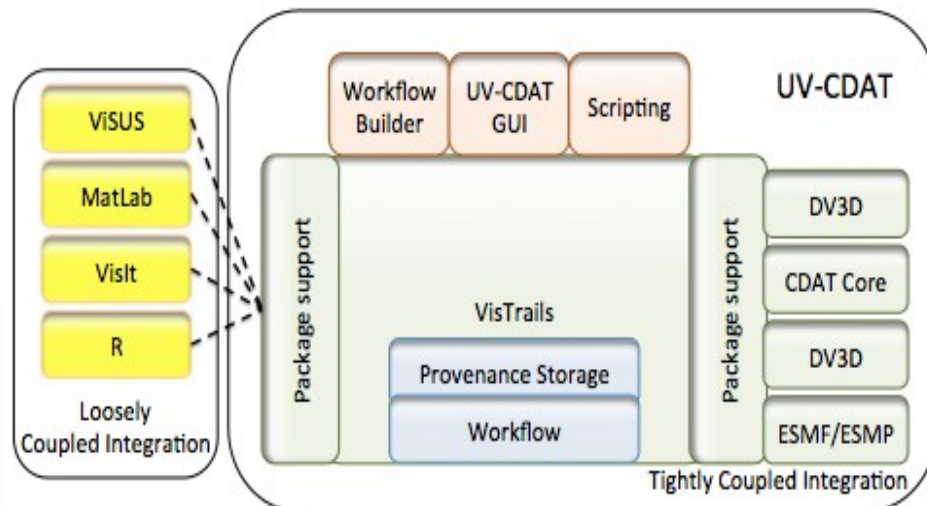 ViSUS
MatLab
VisIt
R
Loosely
Coupled Integration
UV-CDAT
Workflow
Builder
UV-CDAT
GUI
Scripting
Package support
VisTrails
Provenance Storage
Workflow
Package support
DV3D
CDAT Core
DV3D
ESMF/ESMP
Tightly Coupled Integration